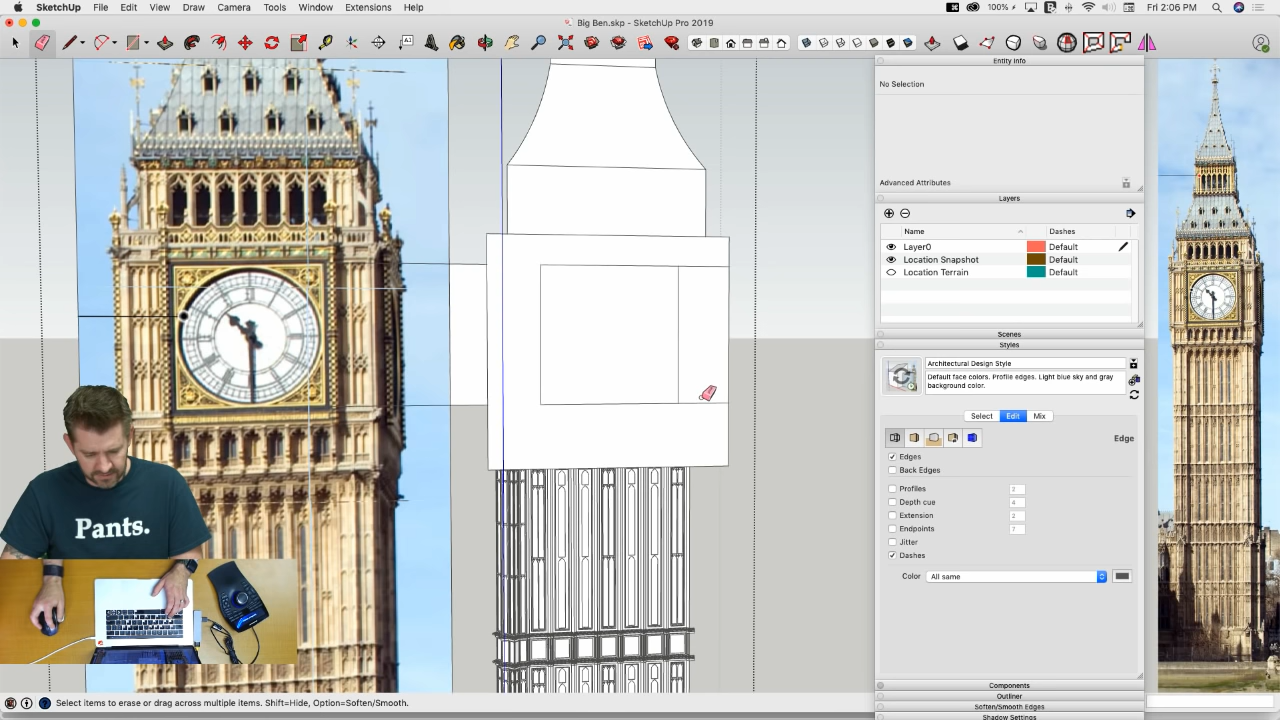 SketchUp File Edit View Draw Camera Tools Window Extensions Help 100% Fri 2:06 PM
Big Ben.skp - SketchUp Pro 2019
Entity Info
No Selection
Advanced Attributes
Layers
Name Dashes
Layer0 Default
Location Snapshot Default
Location Terrain Default
Scenes
Styles
Architectural Design Style
Default face colors. Profile edges. Light blue sky and gray
background color.
Select Edit Mix
Edge
Edges
Back Edges
Profiles 3
Depth cue 4
Extension 2
Endpoints 7
Jitter
Dashes
Color All same
Components
Outliner
Soften/Smooth Edges
Shadow Settings
Pants.
Select items to erase or drag across multiple items. Shift=Hide, Option=Soften/Smooth.